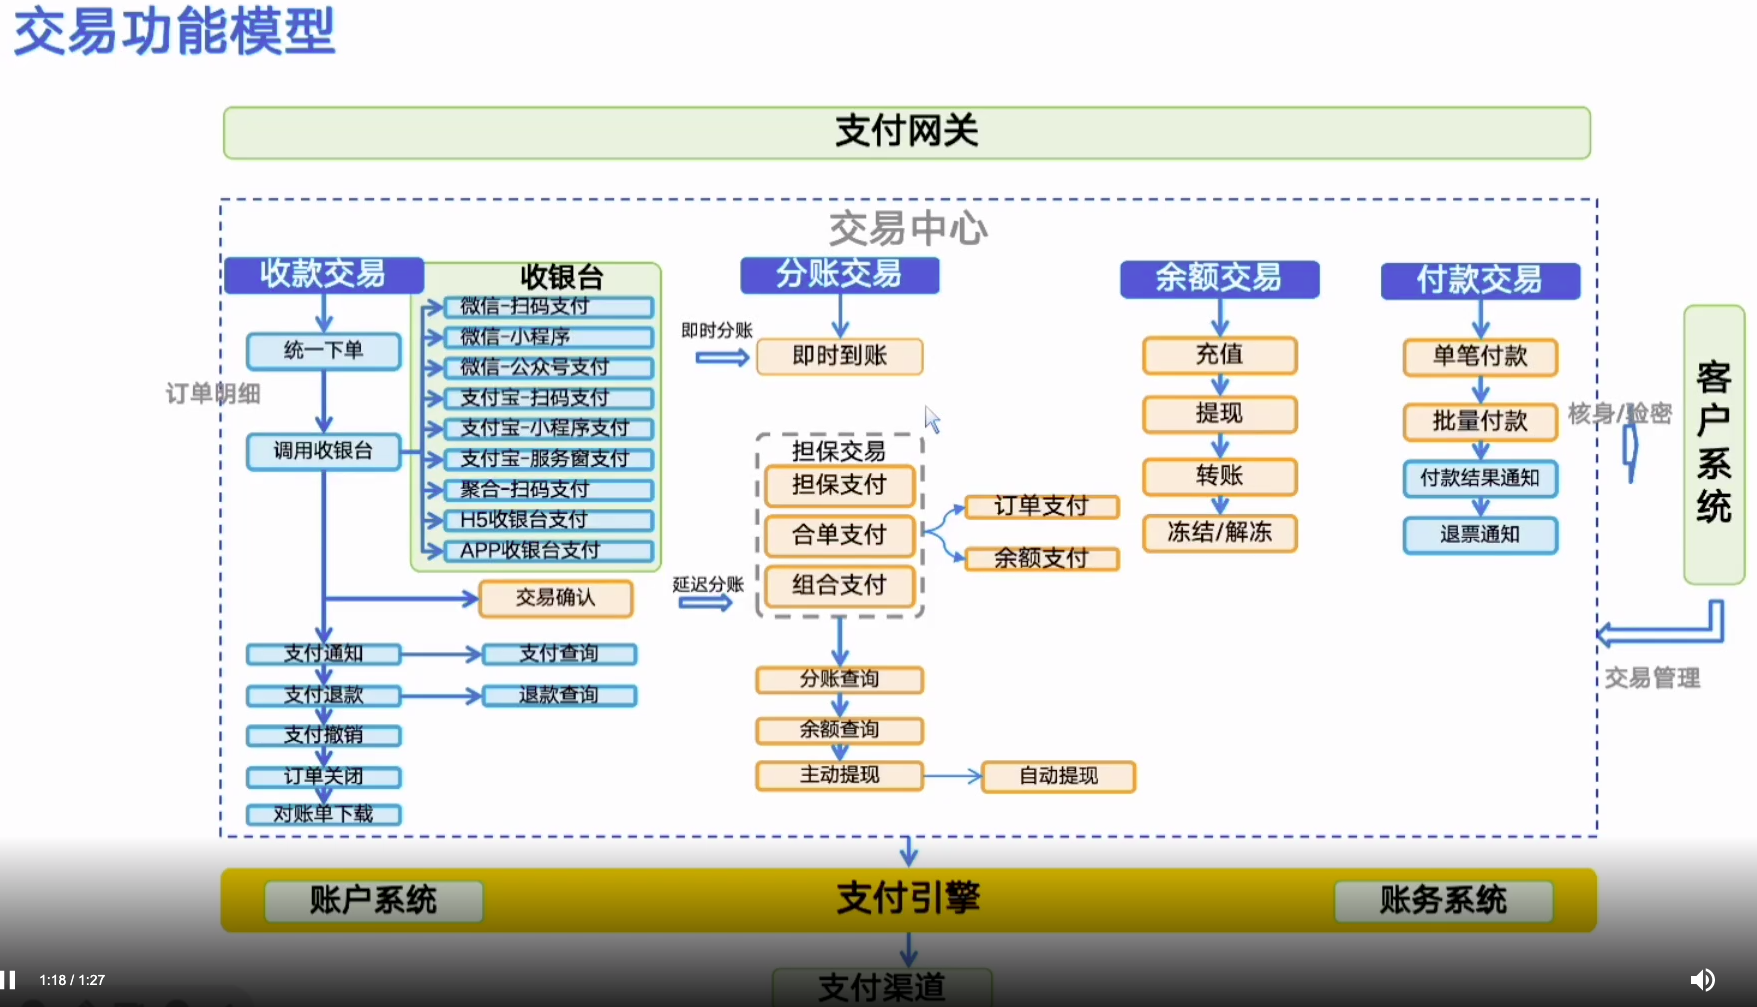 交易功能模型
支付网关
交易中心
收款交易
统一下单
订单明细
调用收银台
收银台
微信-扫码支付
微信-小程序
微信-公众号支付
支付宝-扫码支付
支付宝-小程序支付
支付宝-服务窗支付
聚合-扫码支付
H5收银台支付
APP收银台支付
交易确认
支付通知
支付查询
支付退款
退款查询
支付撤销
订单关闭
对账单下载
即时分账
延迟分账
分账交易
即时到账
担保交易
担保支付
合单支付
组合支付
订单支付
余额支付
分账查询
余额查询
主动提现
自动提现
余额交易
充值
提现
转账
冻结/解冻
付款交易
单笔付款
批量付款
付款结果通知
退票通知
核身/验密
客户系统
交易管理
账户系统
支付引擎
账务系统
支付渠道
1:18 / 1:27